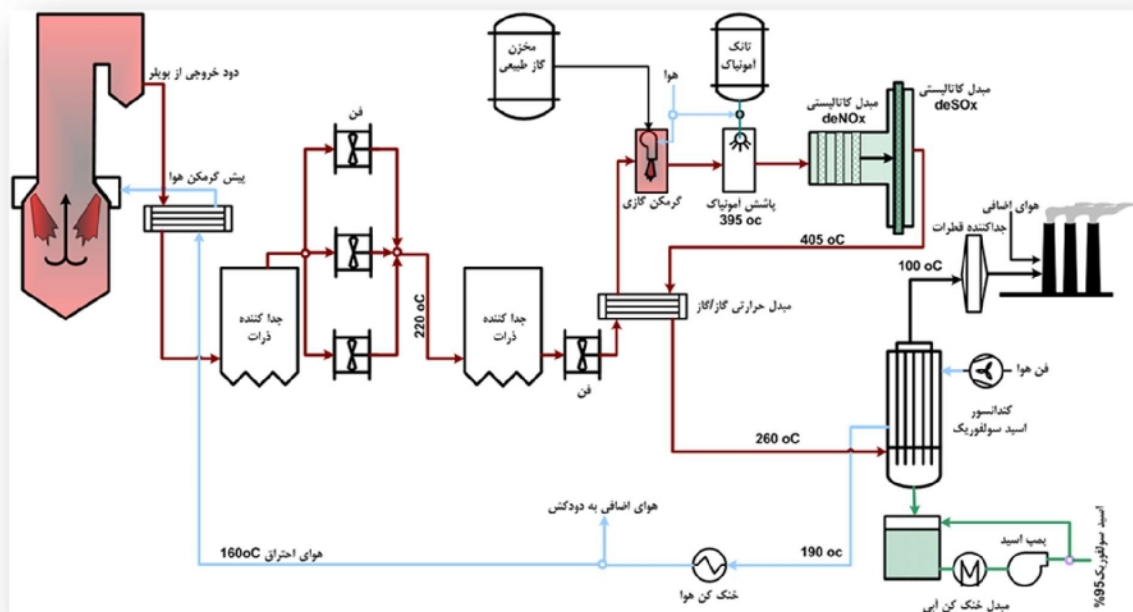 دود خروجی از بویلر
پیش گرمکن هوا
فن
جدا کننده
ذرات
220 oC
جدا کننده
ذرات
فن
مخزن
گاز طبیعی
هوا
تانک
آمونیاک
گرمکن گازی
پاشش آمونیاک
395 oc
مبدل کاتالیستی
deNOx
مبدل کاتالیستی
deSOx
405 oC
مبدل حرارتی گاز/گاز
100 oC
هوای اضافی
جداکننده قطرات
فن هوا
کندانسور
اسید سولفوریک
260 oC
هوای اضافی به دودکش
هوای احتراق 160oC
190 oc
خنک کن هوا
پمپ اسید
مبدل خنک کن آبی
اسید سولفوریک95%